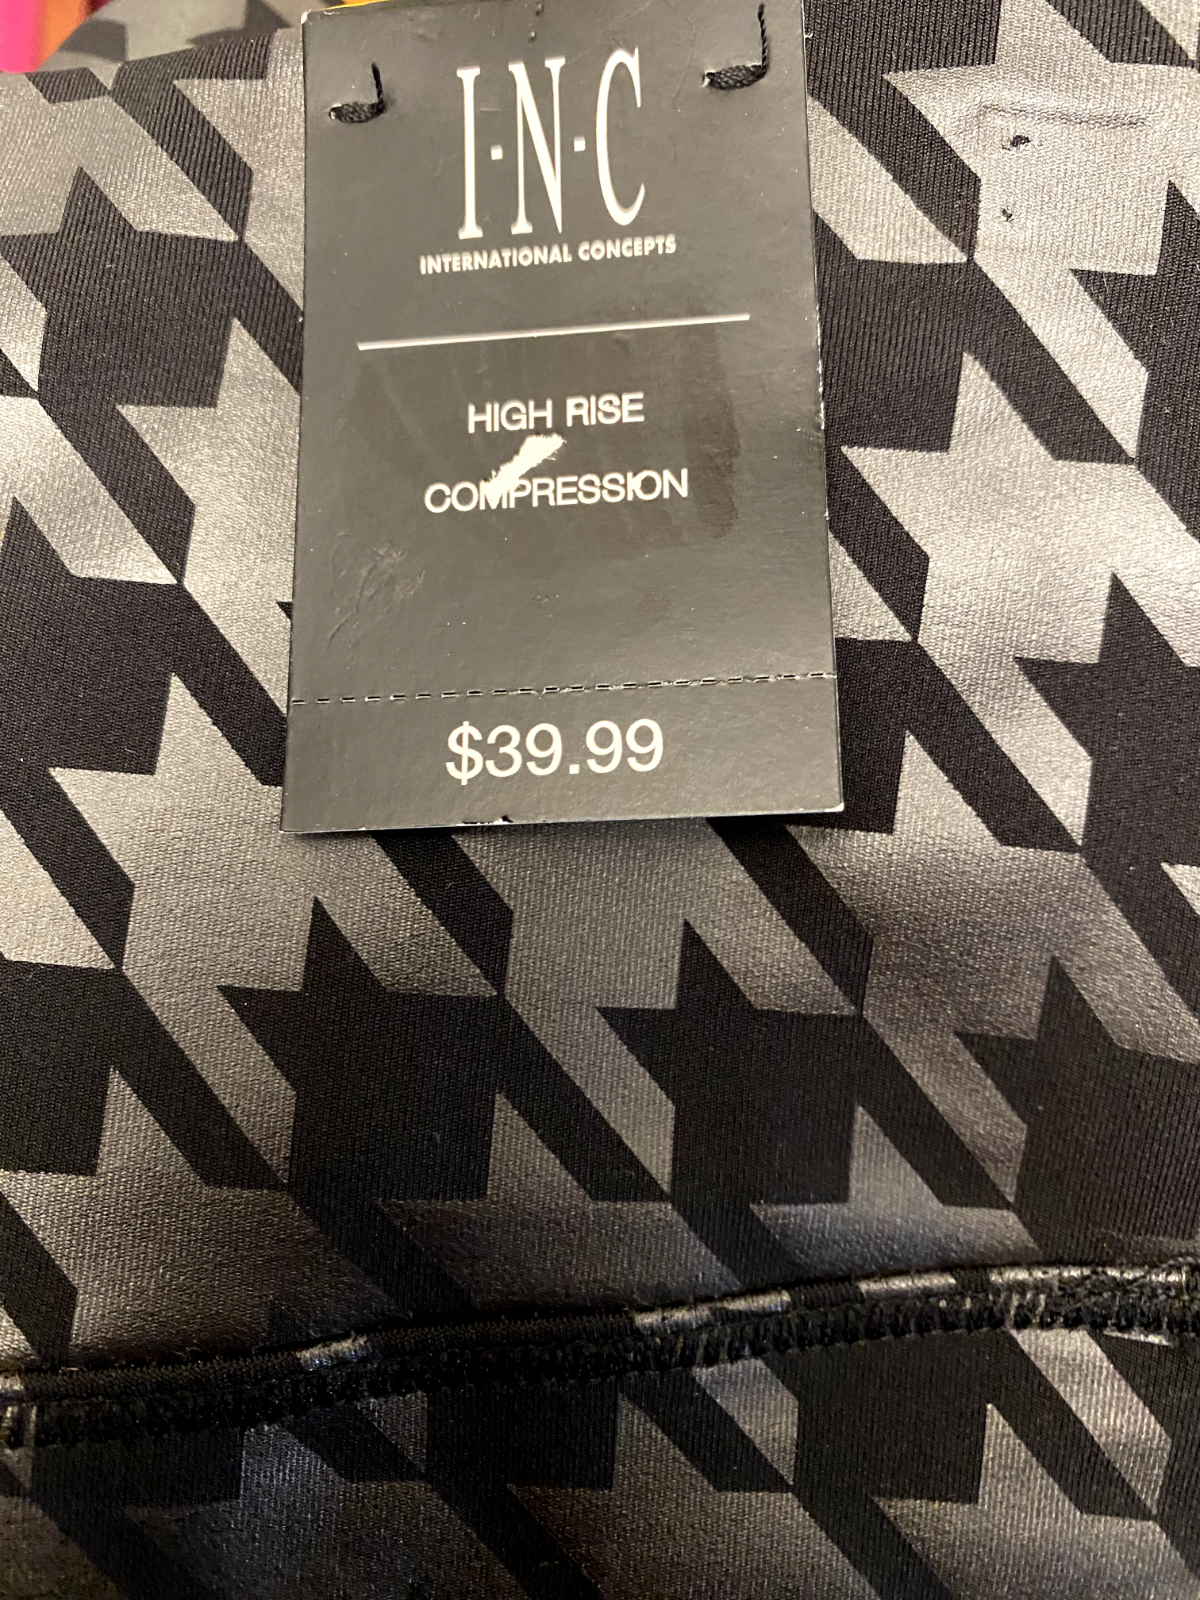 I·N·C
INTERNATIONAL CONCEPTS
HIGH RISE
COMPRESSION
$39.99